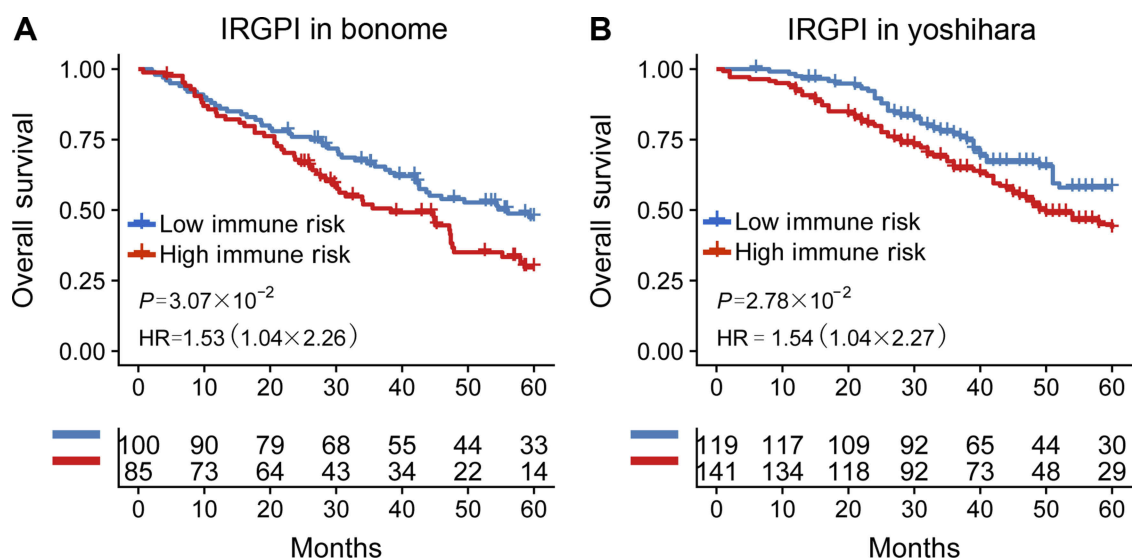 A
IRGPI in bonome
Overall survival
1.00
0.75
0.50
0.25
0.00
Low immune risk
High immune risk
P=3.07×10⁻²
HR=1.53 (1.04×2.26)
0 10 20 30 40 50 60
100 90 79 68 55 44 33
85 73 64 43 34 22 14
0 10 20 30 40 50 60
Months
B
IRGPI in yoshihara
Overall survival
1.00
0.75
0.50
0.25
0.00
Low immune risk
High immune risk
P=2.78×10⁻²
HR = 1.54 (1.04×2.27)
0 10 20 30 40 50 60
119 117 109 92 65 44 30
141 134 118 92 73 48 29
0 10 20 30 40 50 60
Months